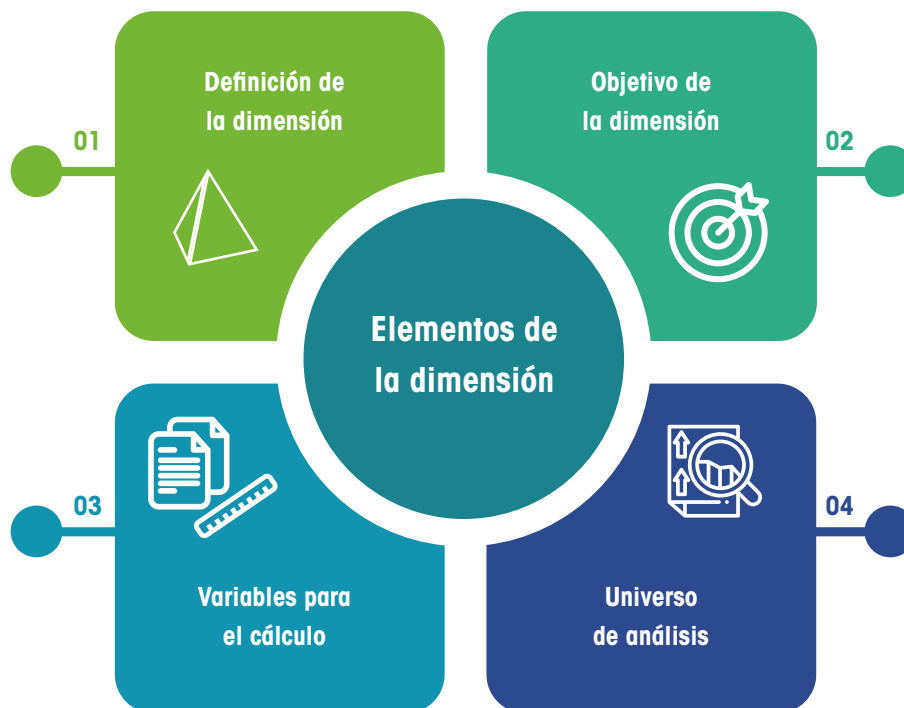 01
Definición de
la dimensión
Objetivo de
la dimensión
02
Elementos de
la dimensión
03
Variables para
el cálculo
Universo
de análisis
04